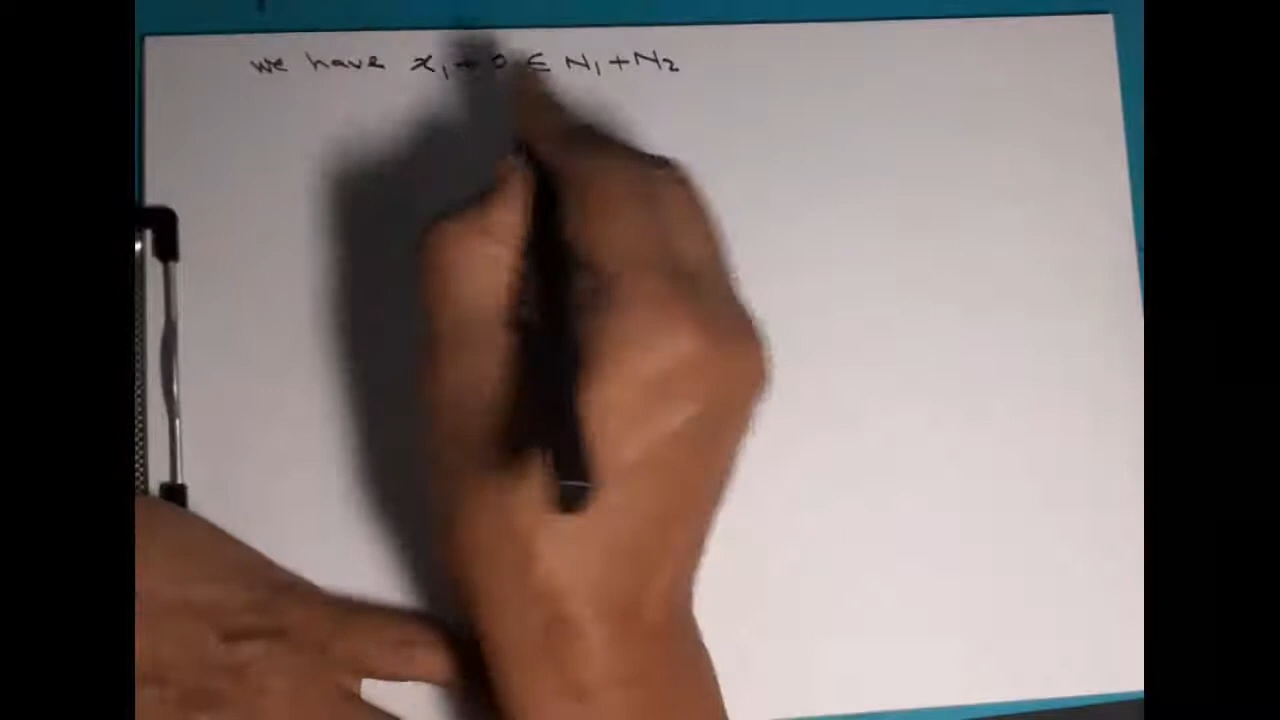 we have x₁ + 0 ∈ N₁ + N₂